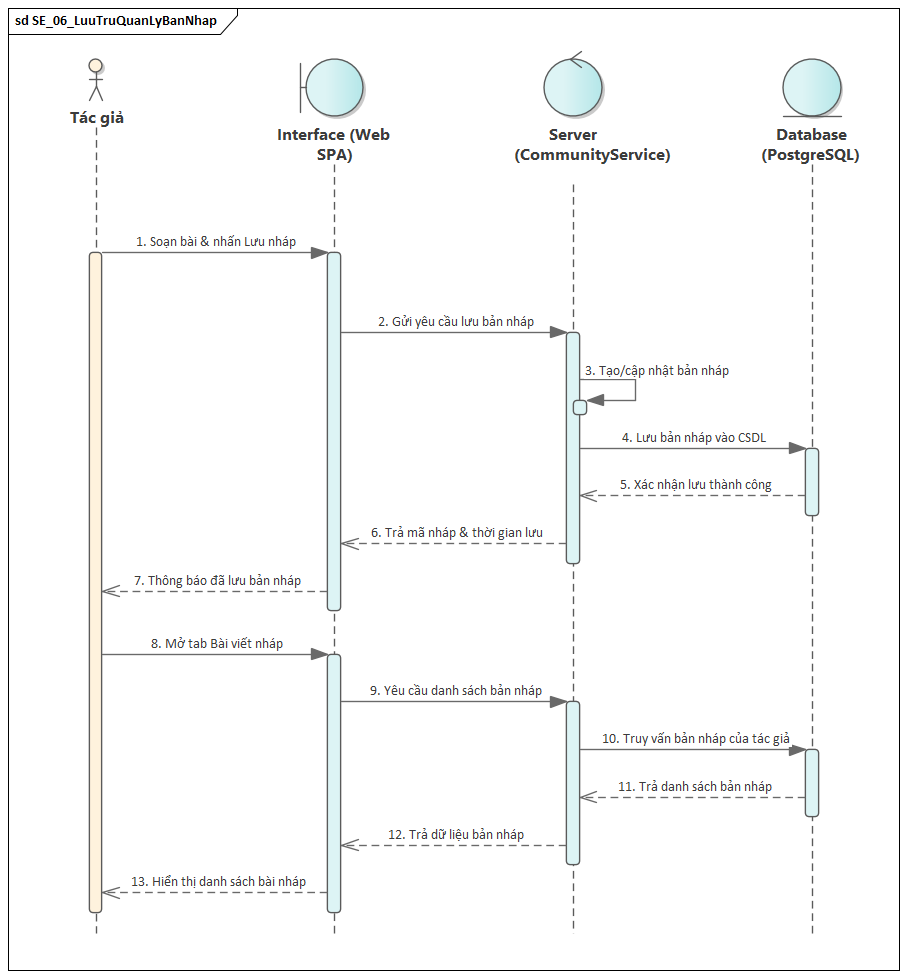 sd SE_06_LuuTruQuanLyBanNhap
Tác giả
Interface (Web
SPA)
Server
(CommunityService)
Database
(PostgreSQL)
1. Soạn bài & nhấn Lưu nháp
2. Gửi yêu cầu lưu bản nháp
3. Tạo/cập nhật bản nháp
4. Lưu bản nháp vào CSDL
5. Xác nhận lưu thành công
6. Trả mã nháp & thời gian lưu
7. Thông báo đã lưu bản nháp
8. Mở tab Bài viết nháp
9. Yêu cầu danh sách bản nháp
10. Truy vấn bản nháp của tác giả
11. Trả danh sách bản nháp
12. Trả dữ liệu bản nháp
13. Hiển thị danh sách bài nháp